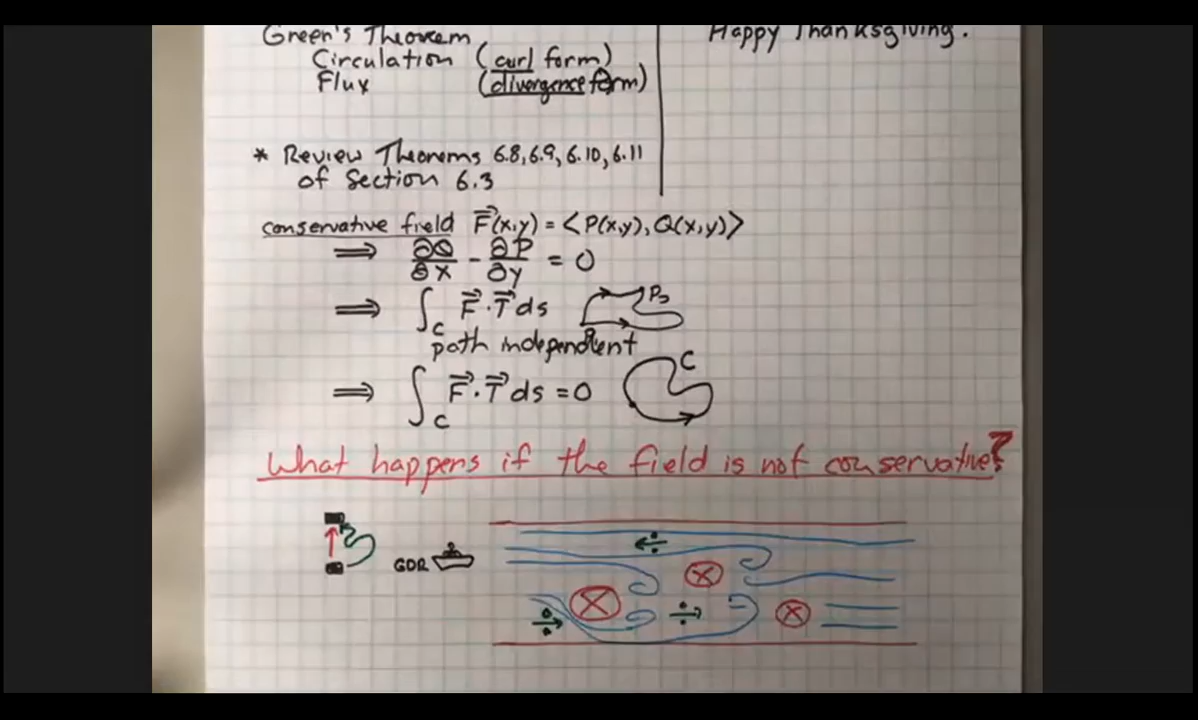 Green's Theorem
Circulation (curl form)
Flux (divergence form)
Happy Thanksgiving.
* Review Theorems 6.8, 6.9, 6.10, 6.11
of Section 6.3
conservative field F⃗(x,y) = <P(x,y), Q(x,y)>
⟹ ∂Q/∂x - ∂P/∂y = 0
⟹ ∫_C F⃗·T⃗ ds
path independent
⟹ ∫_C F⃗·T⃗ ds = 0 C
What happens if the field is not conservative?
GDR